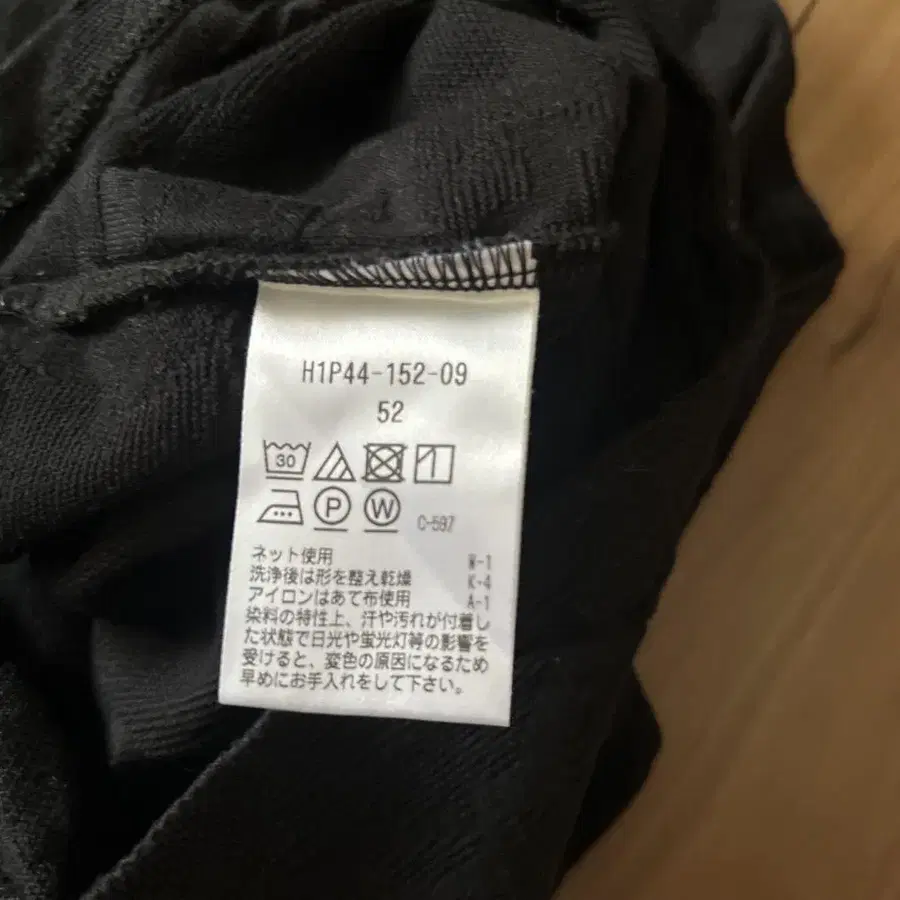 H1P44-152-09
52
30
P W C-597
ネット使用 W-1
洗浄後は形を整え乾燥 K-4
アイロンはあて布使用 A-1
染料の特性上、汗や汚れが付着し
た状態で日光や蛍光灯等の影響を
受けると、変色の原因になるため
早めにお手入れをして下さい。